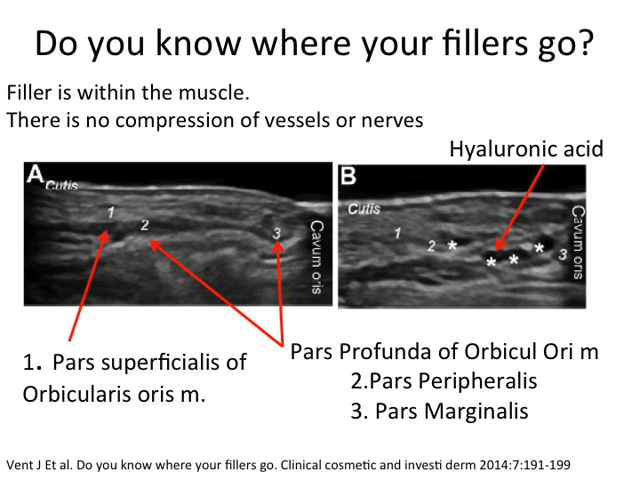 Do you know where your fillers go?
Filler is within the muscle.
There is no compression of vessels or nerves
Hyaluronic acid
A
Cutis
1
2
3
Cavum oris
B
Cutis
1
2
*
*
*
*
3
Cavum oris
1. Pars superficialis of
Orbicularis oris m.
Pars Profunda of Orbicul Ori m
2.Pars Peripheralis
3. Pars Marginalis
Vent J Et al. Do you know where your fillers go. Clinical cosmetic and investi derm 2014:7:191-199